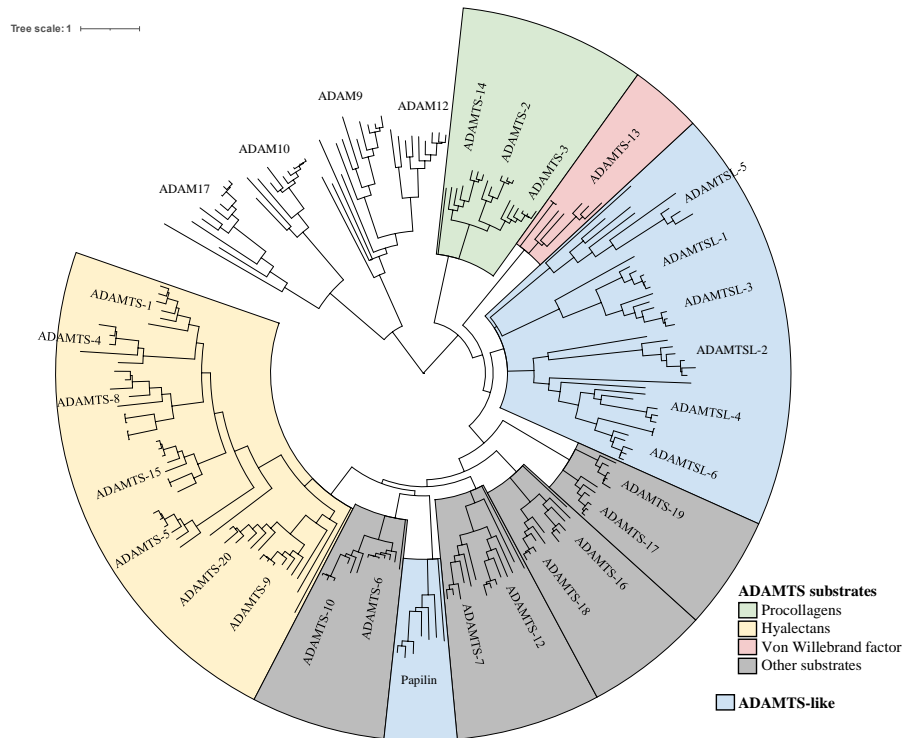 Tree scale: 1
ADAM9
ADAM12
ADAM10
ADAM17
ADAMTS-14
ADAMTS-2
ADAMTS-3
ADAMTS-13
ADAMTSL-5
ADAMTSL-1
ADAMTSL-3
ADAMTSL-2
ADAMTSL-4
ADAMTSL-6
ADAMTS-19
ADAMTS-17
ADAMTS-16
ADAMTS-18
ADAMTS-12
ADAMTS-7
Papilin
ADAMTS-6
ADAMTS-10
ADAMTS-9
ADAMTS-20
ADAMTS-5
ADAMTS-15
ADAMTS-8
ADAMTS-4
ADAMTS-1
ADAMTS substrates
Procollagens
Hyalectans
Von Willebrand factor
Other substrates
ADAMTS-like